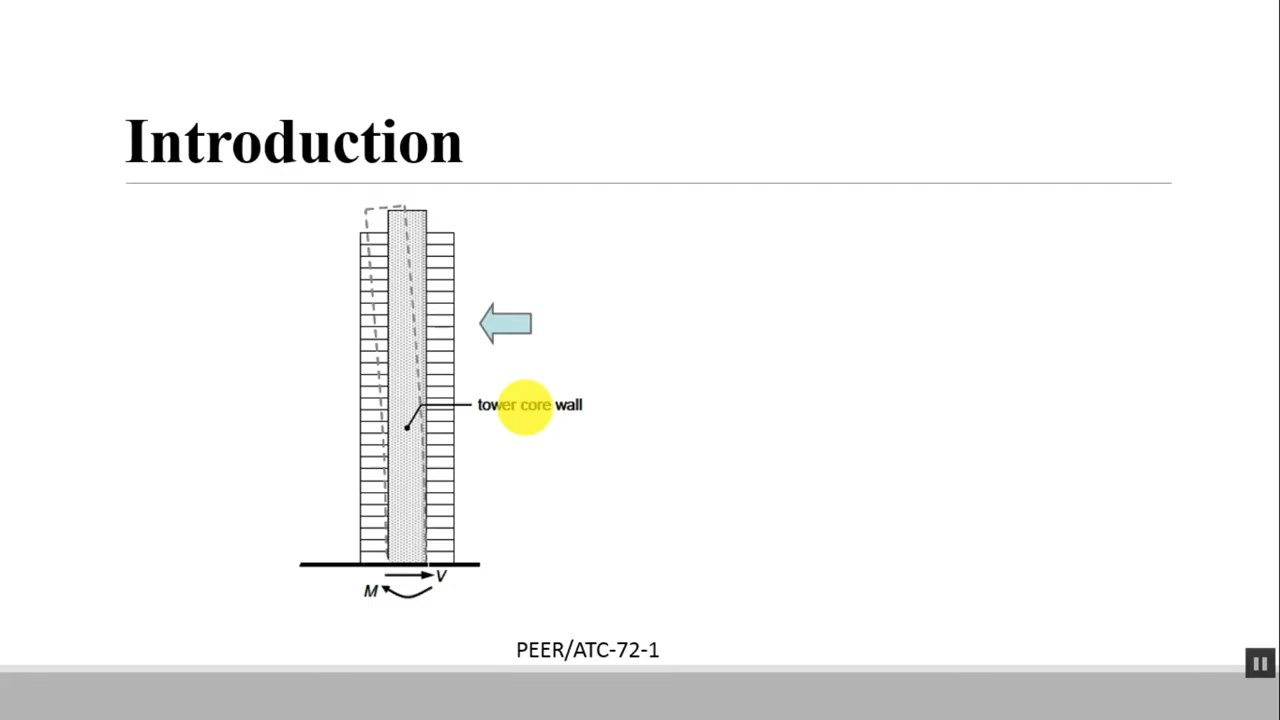 Introduction
tower core wall
V
M
PEER/ATC-72-1